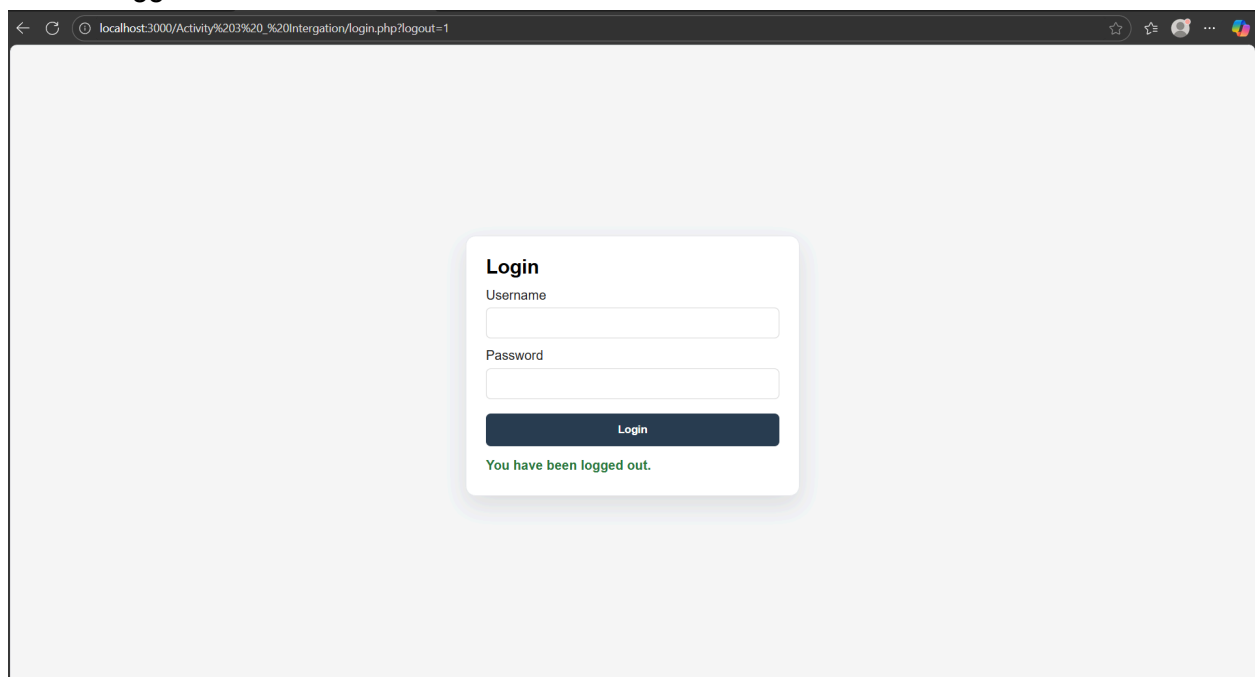 localhost:3000/Activity%203%20_%20Intergation/login.php?logout=1
Login
Username
Password
Login
You have been logged out.